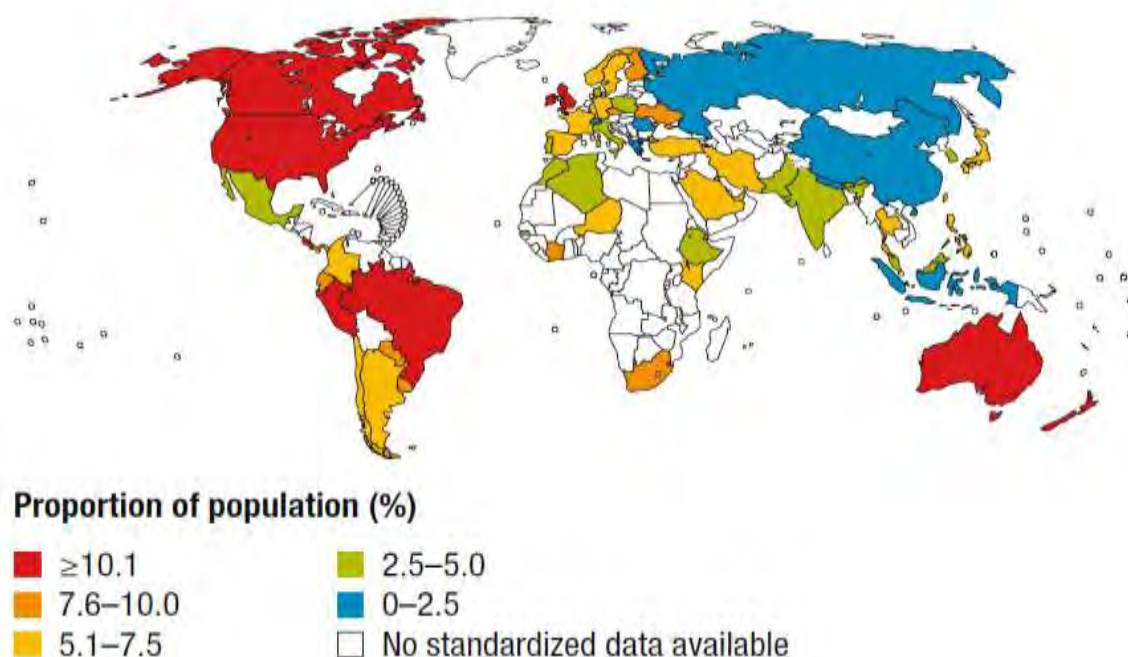 Proportion of population (%)
≥10.1
7.6–10.0
5.1–7.5
2.5–5.0
0–2.5
No standardized data available